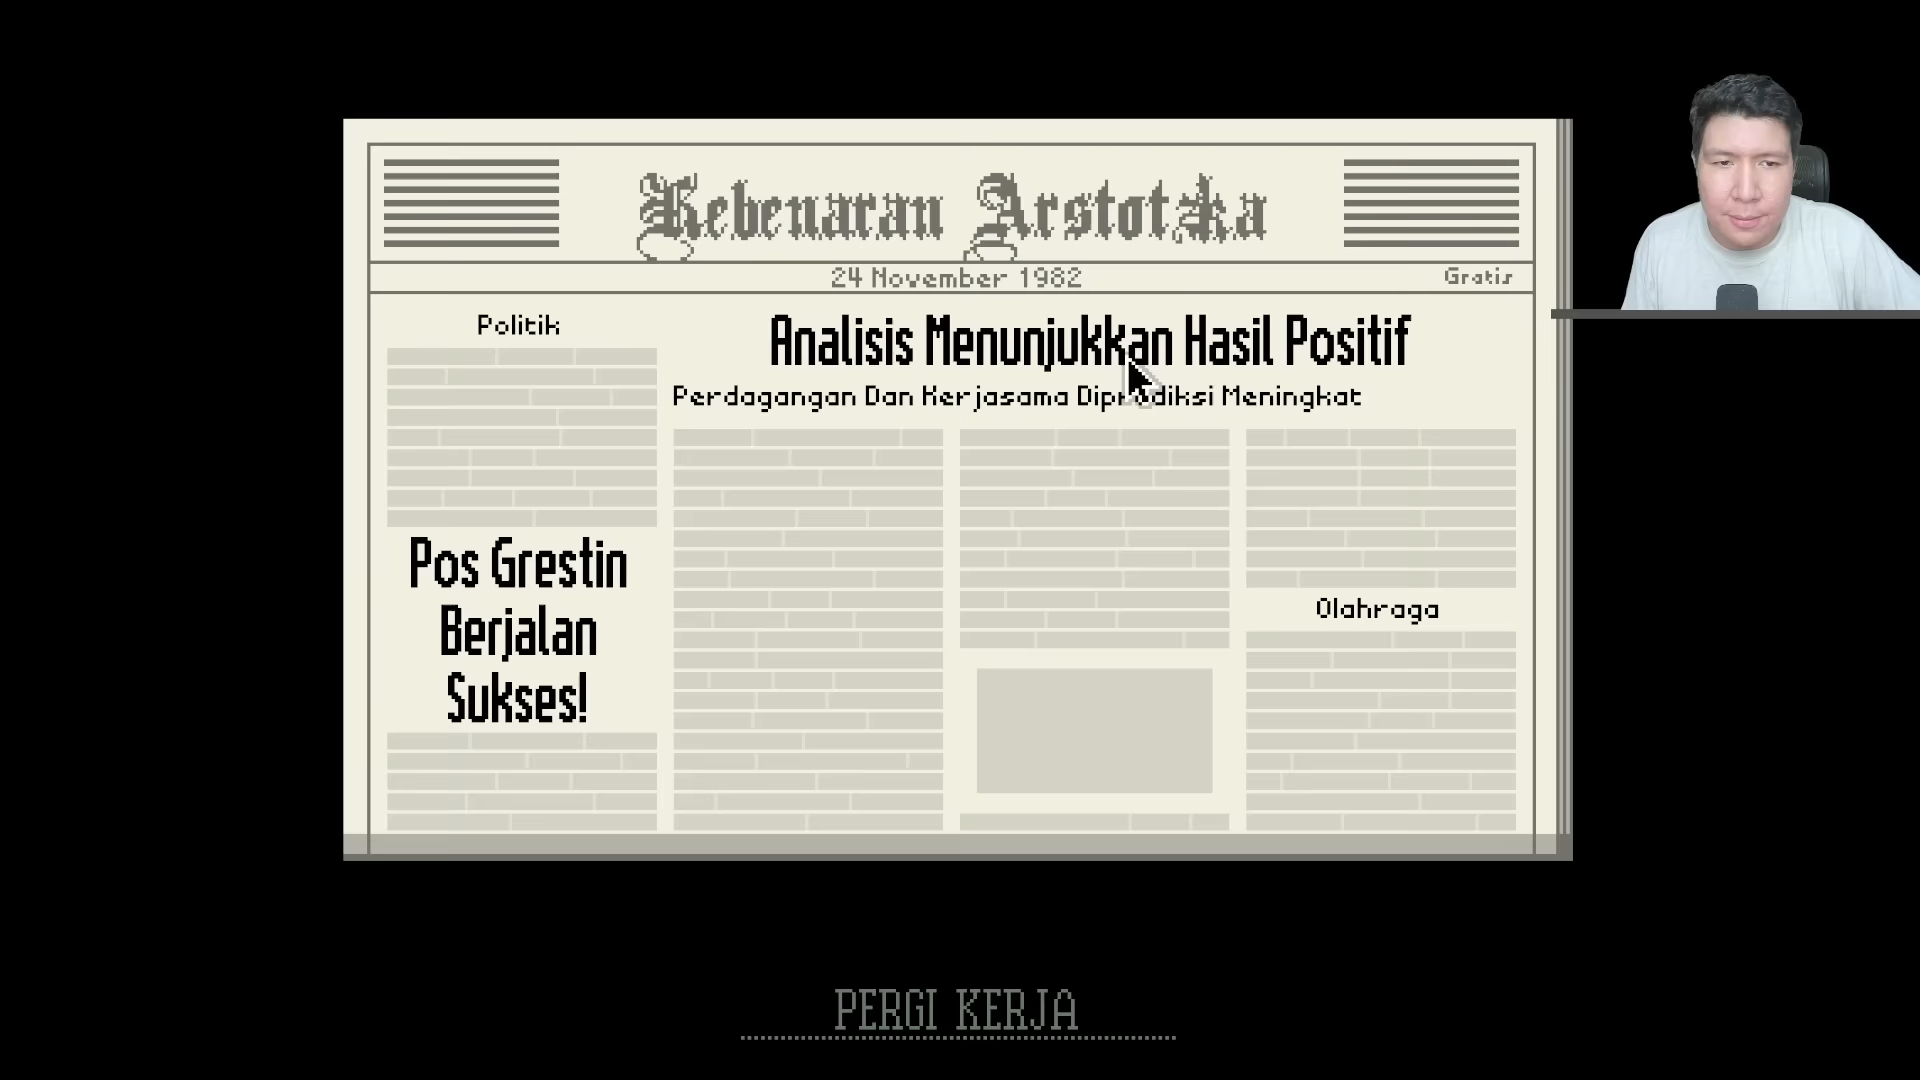 Kebenaran Arstotzka
24 November 1982
Gratis
Politik
Pos Grestin
Berjalan
Sukses!
Analisis Menunjukkan Hasil Positif
Perdagangan Dan Kerjasama Diprediksi Meningkat
Olahraga
PERGI KERJA